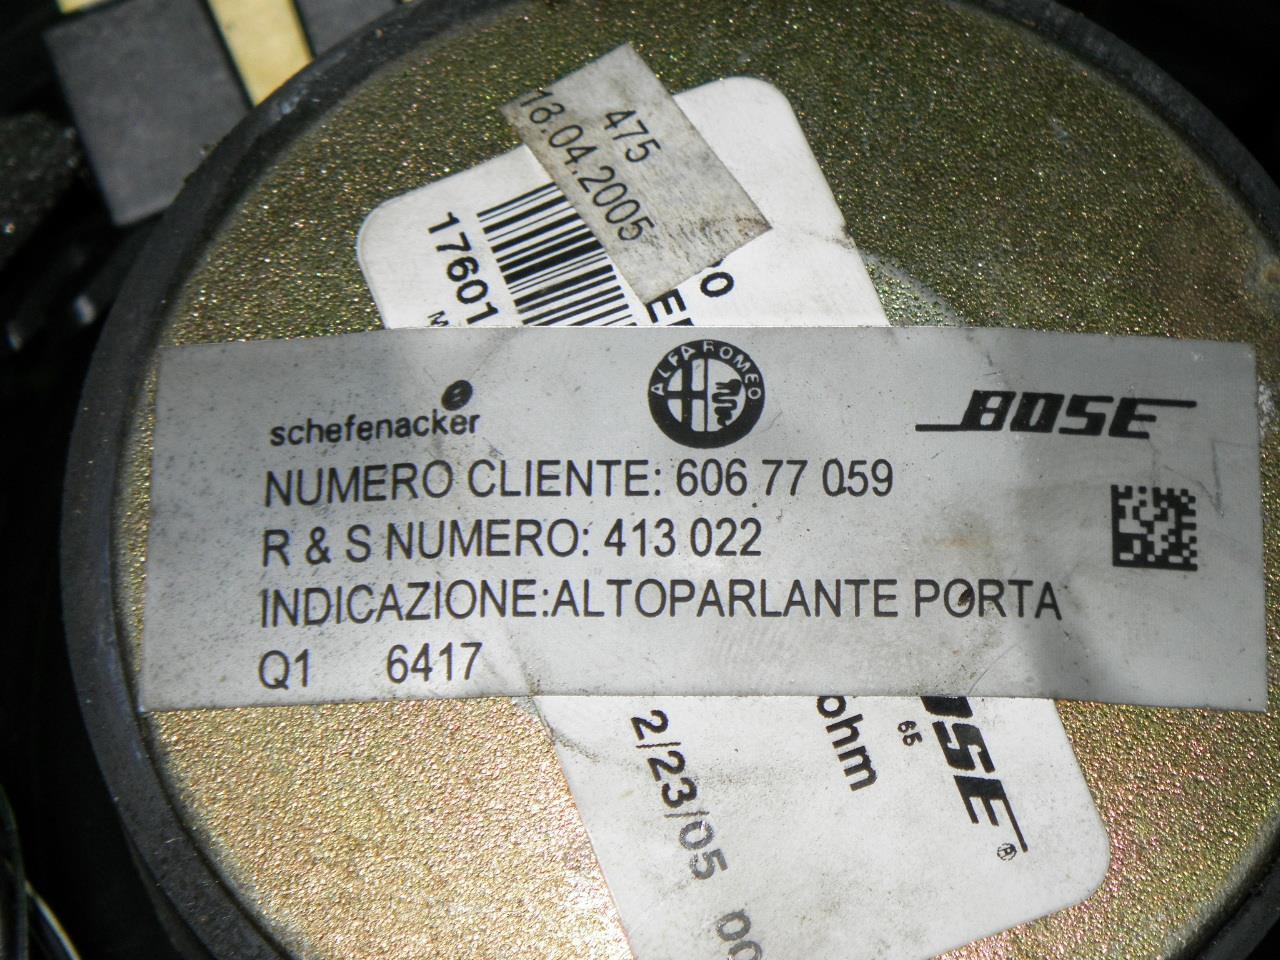 475
18.04.2005
17601
schefenacker
ALFA ROMEO
BOSE
NUMERO CLIENTE: 606 77 059
R & S NUMERO: 413 022
INDICAZIONE:ALTOPARLANTE PORTA
Q1 6417
ohm
65
2/23/05